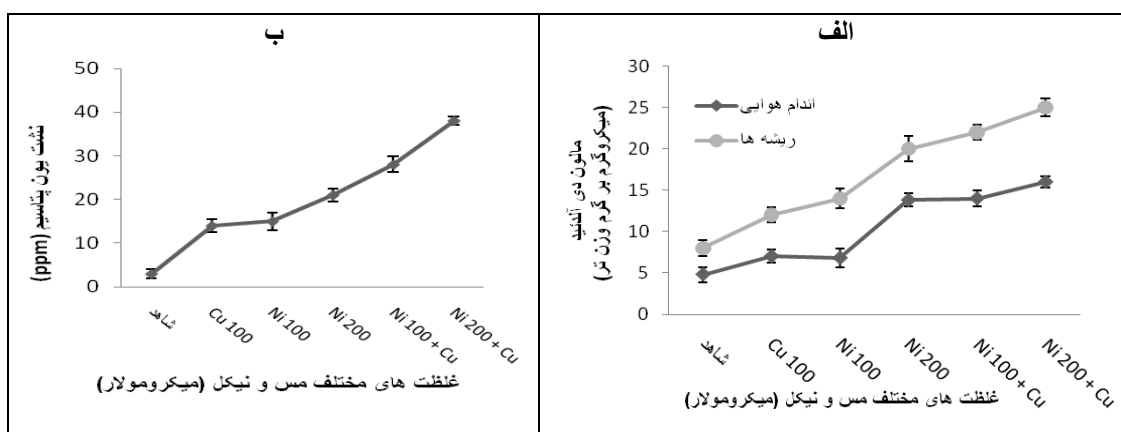 الف
30
25
20
15
10
5
0
اندام هوایی
ریشه ها
مالون دی آلدئید
(میکروگرم بر گرم وزن تر)
شاهد
Cu 100
Ni 100
Ni 200
Ni 100 + Cu
Ni 200 + Cu
غلظت های مختلف مس و نیکل (میکرومولار)
ب
50
40
30
20
10
0
نشت یون پتاسیم (ppm)
شاهد
Cu 100
Ni 100
Ni 200
Ni 100 + Cu
Ni 200 + Cu
غلظت های مختلف مس و نیکل (میکرومولار)